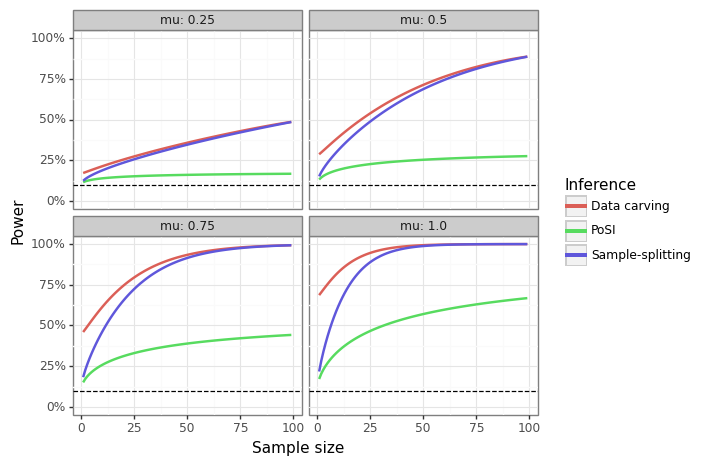 mu: 0.25
mu: 0.5
100%
75%
50%
25%
0%
mu: 0.75
mu: 1.0
100%
75%
50%
25%
0%
0 25 50 75 100
0 25 50 75 100
Sample size
Power
Inference
Data carving
PoSI
Sample-splitting